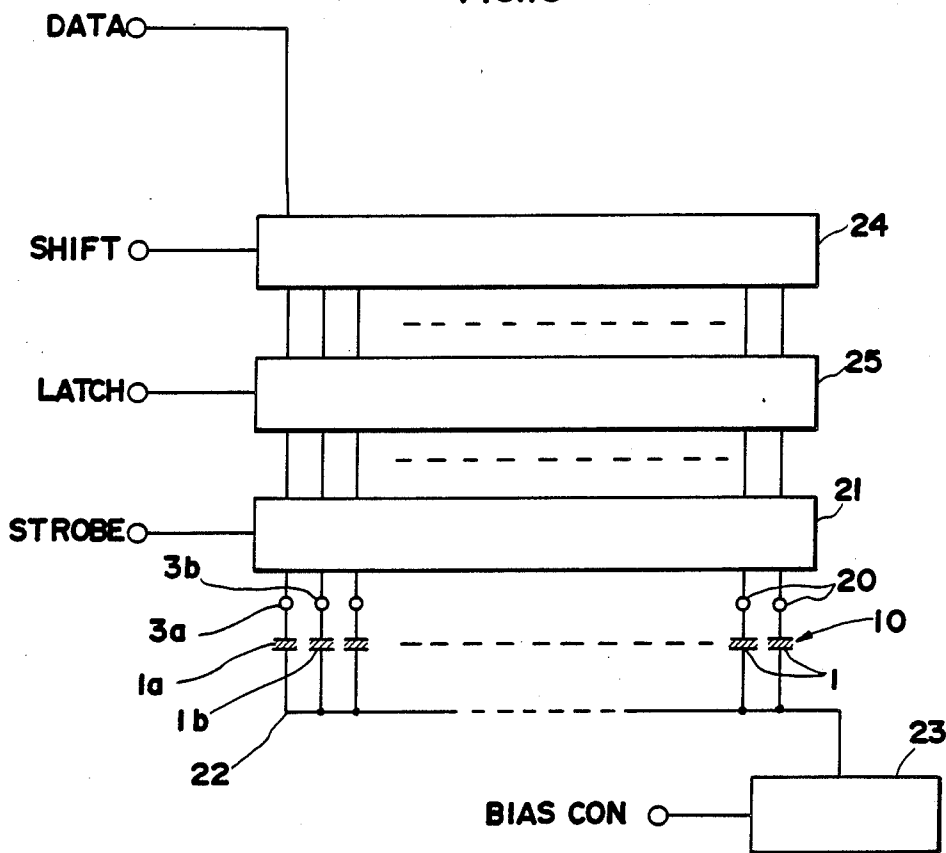 DATA
SHIFT
24
LATCH
25
STROBE
21
3b
20
3a
10
1a
1b
1
22
23
BIAS CON